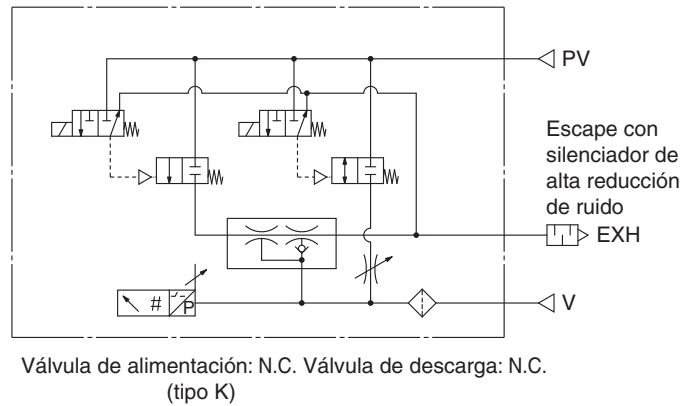 PV
Escape con
silenciador de
alta reducción
de ruido
EXH
# P
V
Válvula de alimentación: N.C. Válvula de descarga: N.C.
(tipo K)